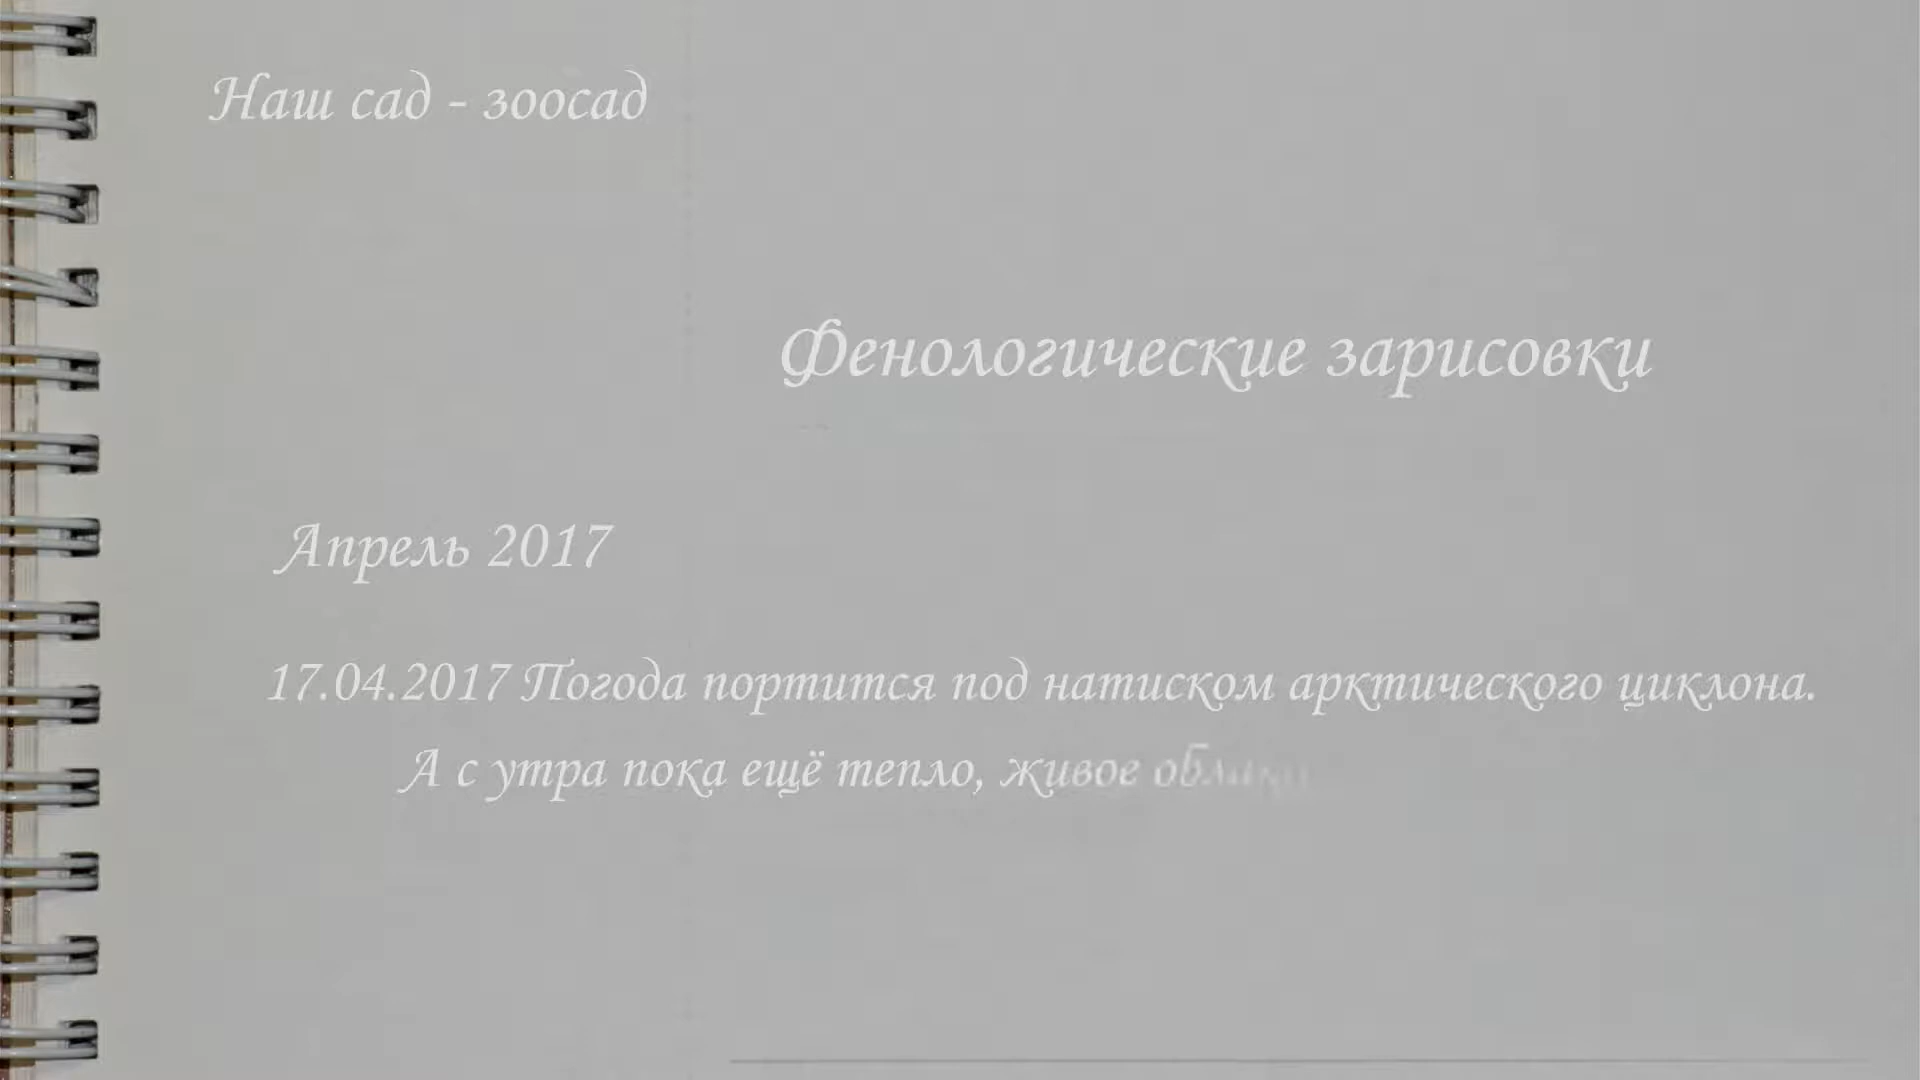 Наш сад - зоосад
Фенологические зарисовки
Апрель 2017
17.04.2017 Погода портится под натиском арктического циклона.
А с утра пока ещё тепло, живое